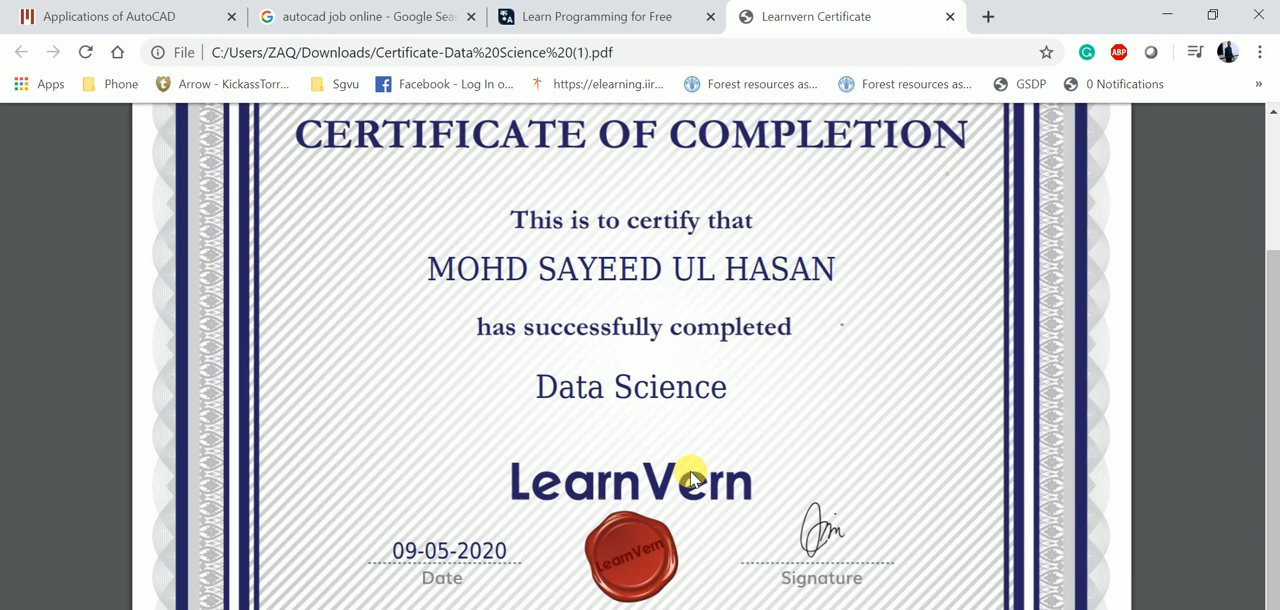 Applications of AutoCAD
autocad job online - Google Sea
Learn Programming for Free
Learnvern Certificate
File | C:/Users/ZAQ/Downloads/Certificate-Data%20Science%20(1).pdf
ABP
Apps
Phone
Arrow - KickassTorr...
Sgvu
Facebook - Log In o...
https://elearning.iir...
Forest resources as...
Forest resources as...
GSDP
0 Notifications
»
CERTIFICATE OF COMPLETION
This is to certify that
MOHD SAYEED UL HASAN
has successfully completed
Data Science
LearnVern
LearnVern
09-05-2020
Date
Signature